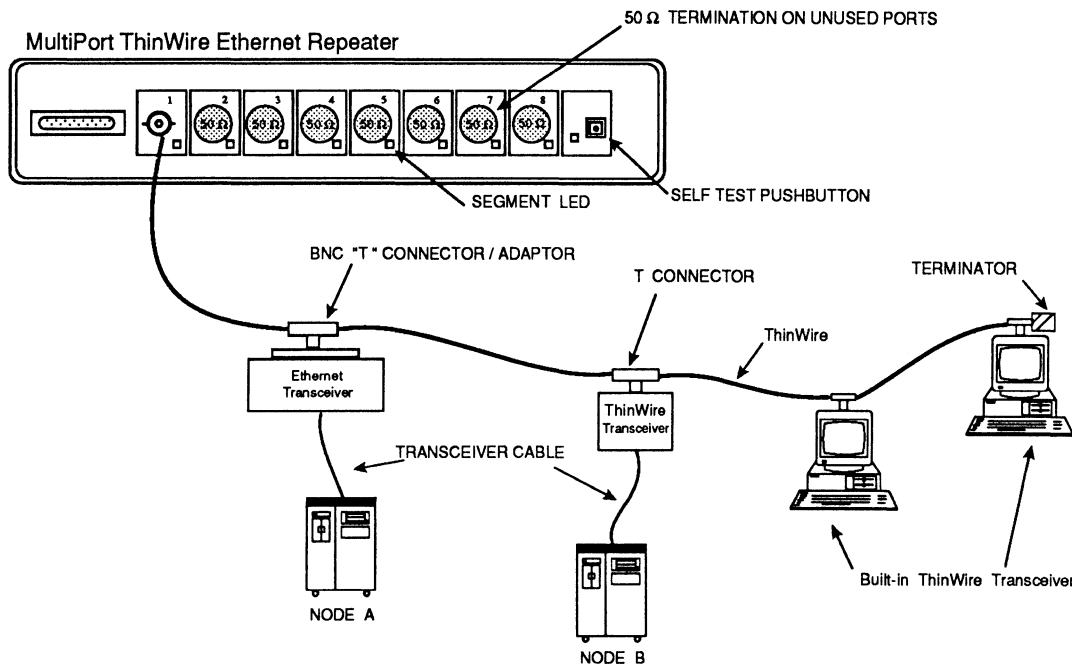 50 Ω TERMINATION ON UNUSED PORTS
MultiPort ThinWire Ethernet Repeater
1 2 3 4 5 6 7 8
50 Ω 50 Ω 50 Ω 50 Ω 50 Ω 50 Ω 50 Ω
SEGMENT LED
SELF TEST PUSHBUTTON
BNC "T" CONNECTOR / ADAPTOR
T CONNECTOR
TERMINATOR
ThinWire
Ethernet
Transceiver
ThinWire
Transceiver
TRANSCEIVER CABLE
Built-in ThinWire Transceiver
NODE A
NODE B